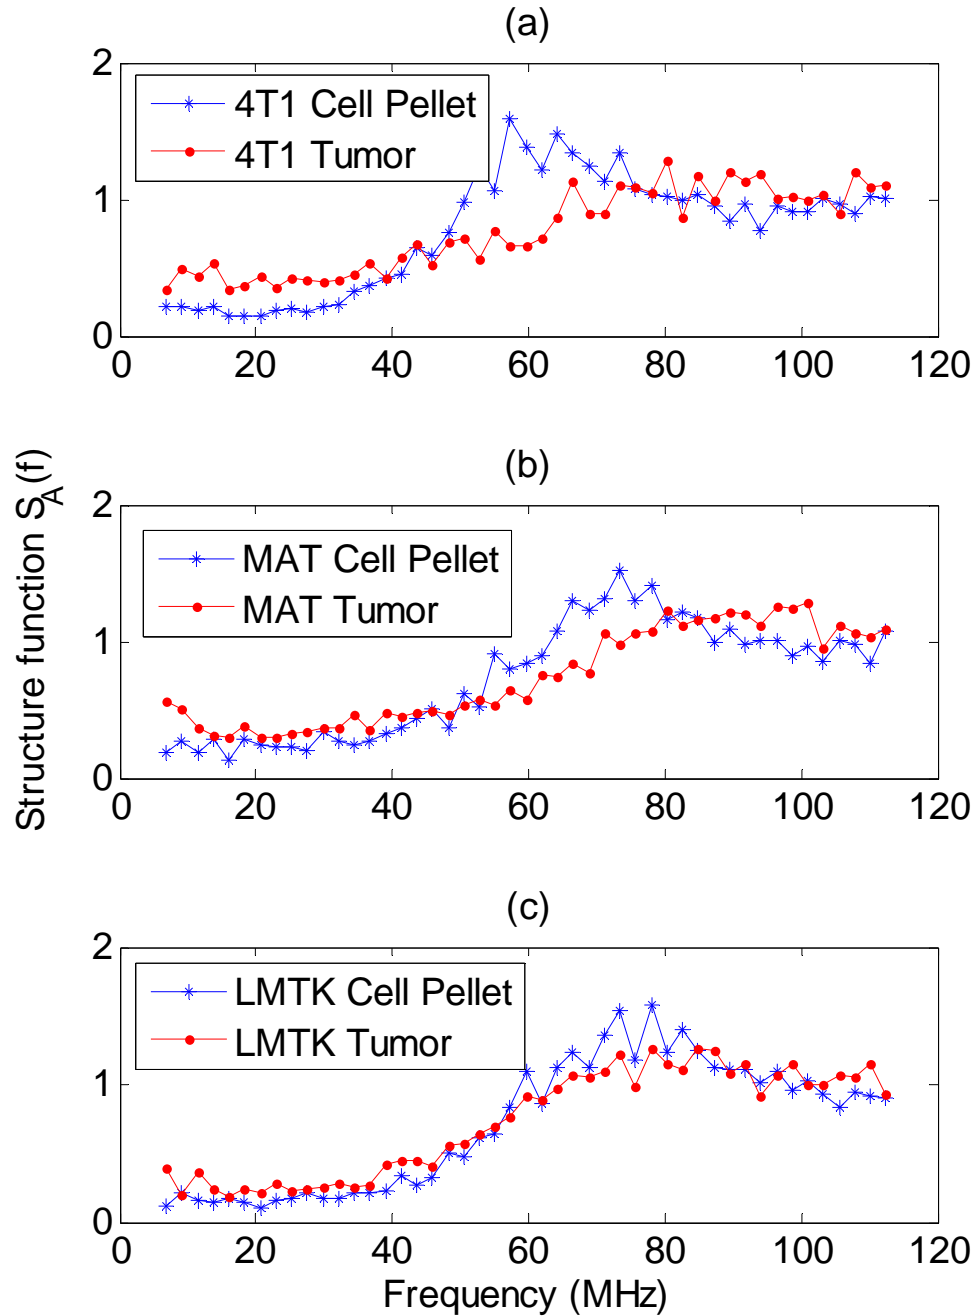 (a)
2
1
0
4T1 Cell Pellet
4T1 Tumor
0 20 40 60 80 100 120
(b)
2
1
0
MAT Cell Pellet
MAT Tumor
0 20 40 60 80 100 120
Structure function S_A(f)
(c)
2
1
0
LMTK Cell Pellet
LMTK Tumor
0 20 40 60 80 100 120
Frequency (MHz)